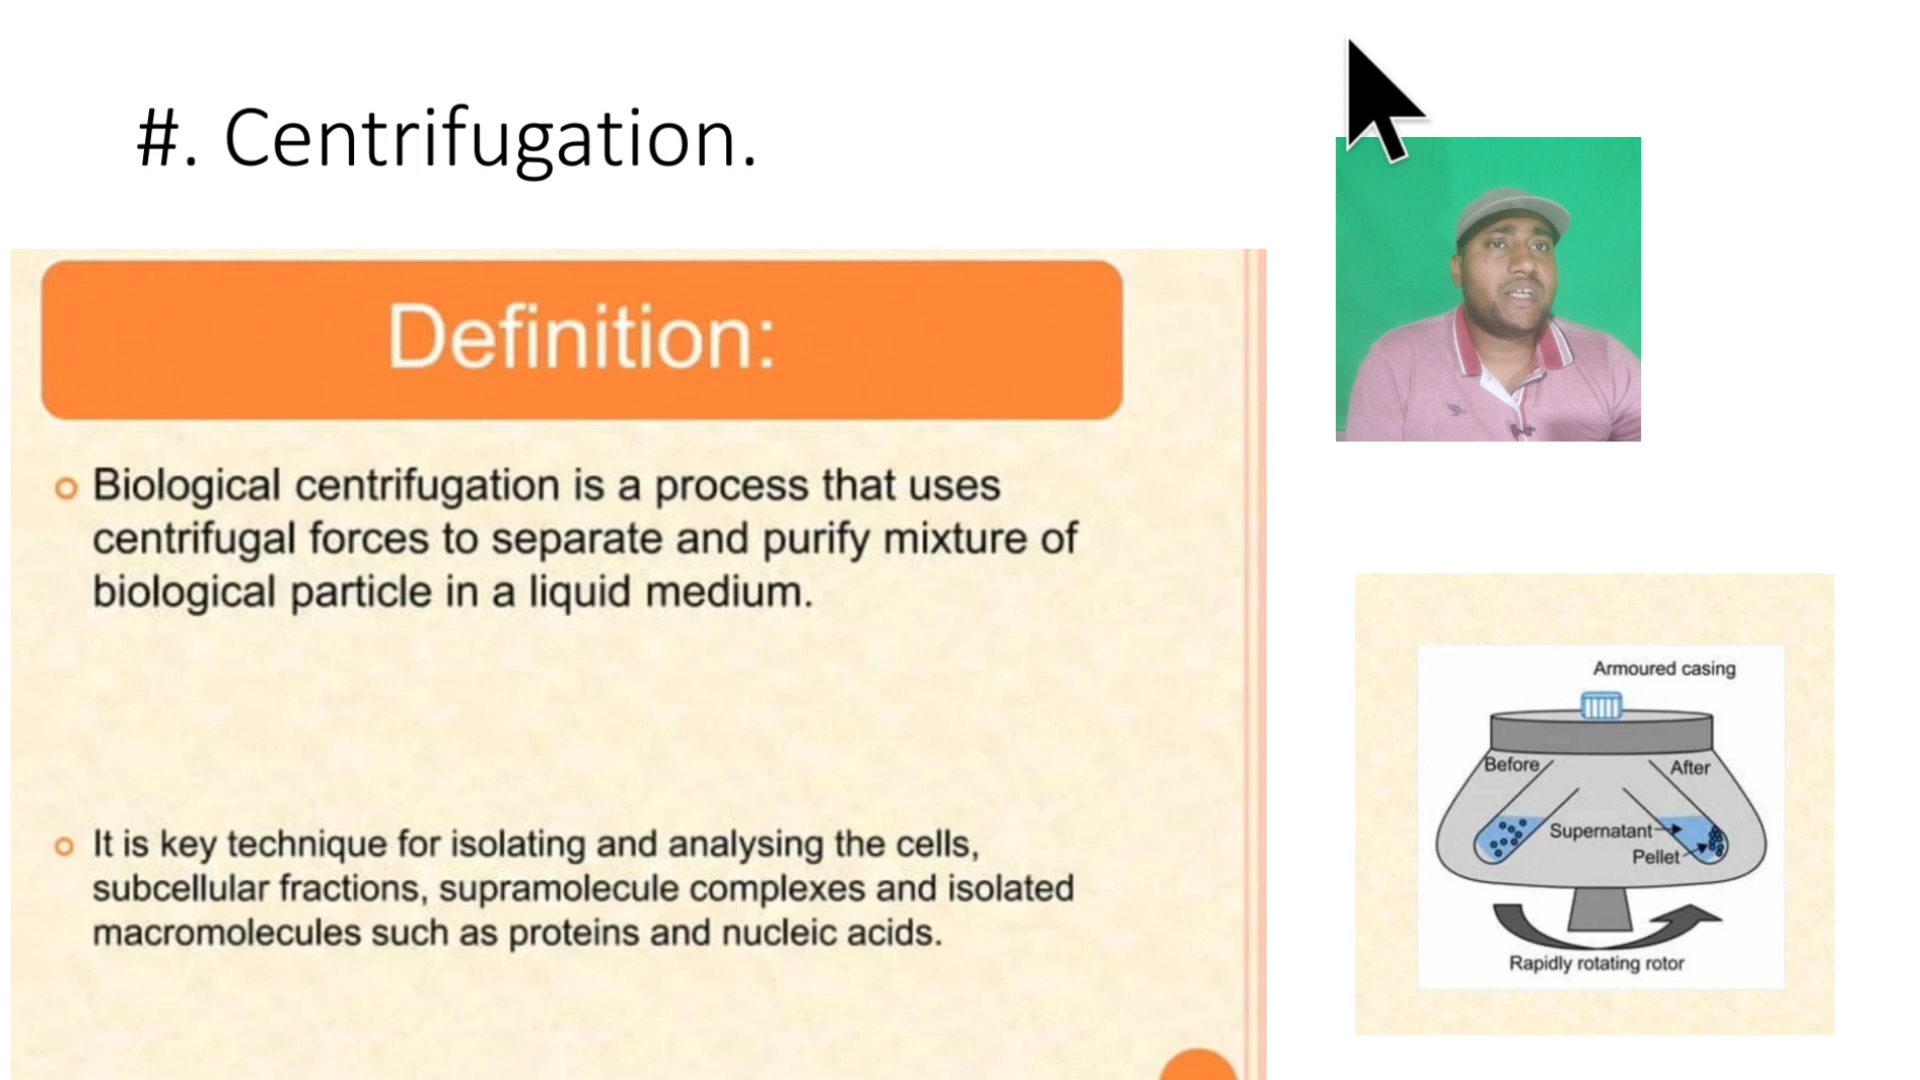 #. Centrifugation.
Definition:
Biological centrifugation is a process that uses
centrifugal forces to separate and purify mixture of
biological particle in a liquid medium.
It is key technique for isolating and analysing the cells,
subcellular fractions, supramolecule complexes and isolated
macromolecules such as proteins and nucleic acids.
Armoured casing
Before
After
Supernatant
Pellet
Rapidly rotating rotor